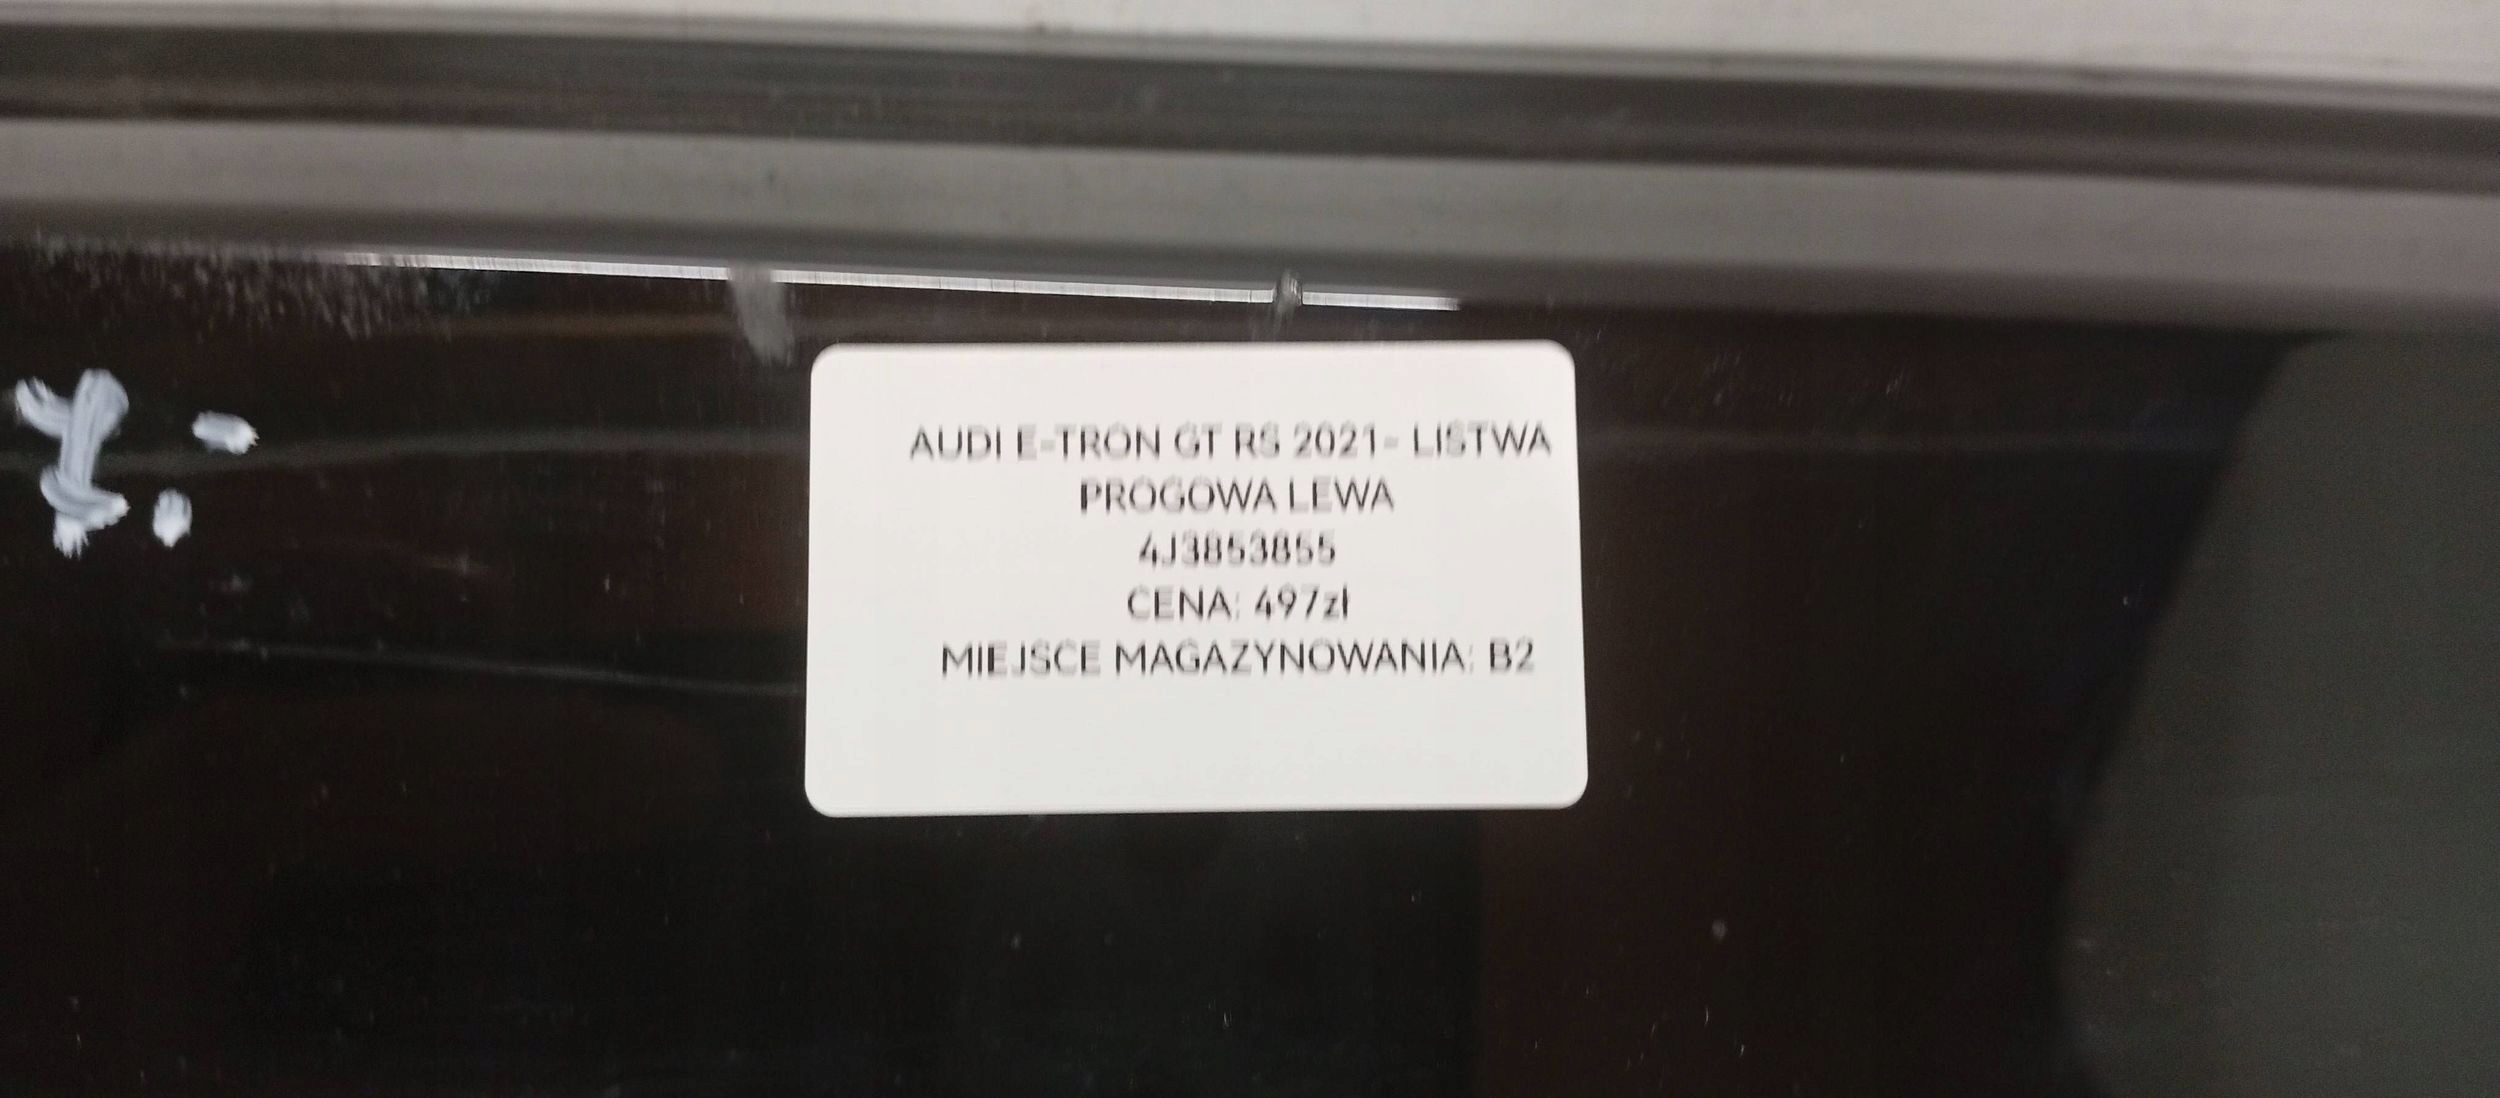 AUDI E-TRON GT RS 2021- LISTWA
PROGOWA LEWA
4J3853855
CENA: 497zł
MIEJSCE MAGAZYNOWANIA: B2